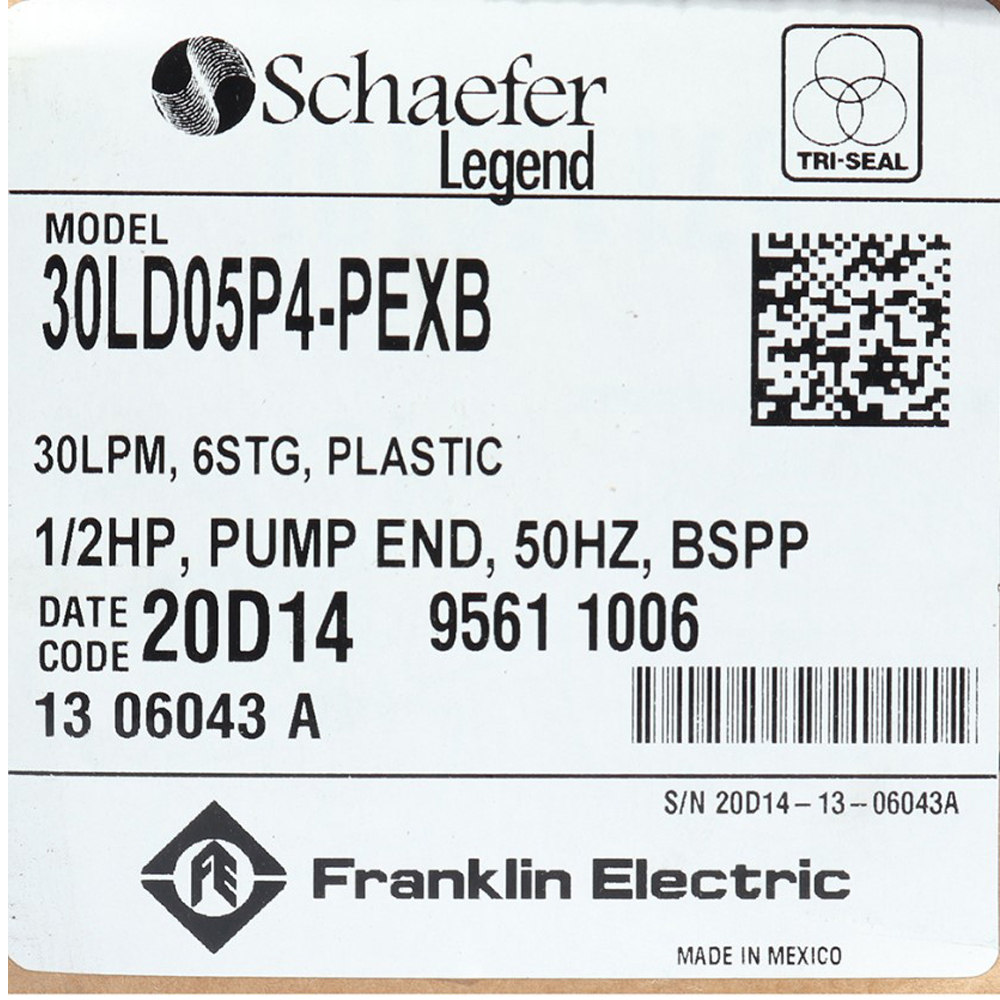 Schaefer
Legend
TRI-SEAL
MODEL
30LD05P4-PEXB
30LPM, 6STG, PLASTIC
1/2HP, PUMP END, 50HZ, BSPP
DATE CODE 20D14 9561 1006
13 06043 A
S/N 20D14-13-06043A
FE
Franklin Electric
MADE IN MEXICO